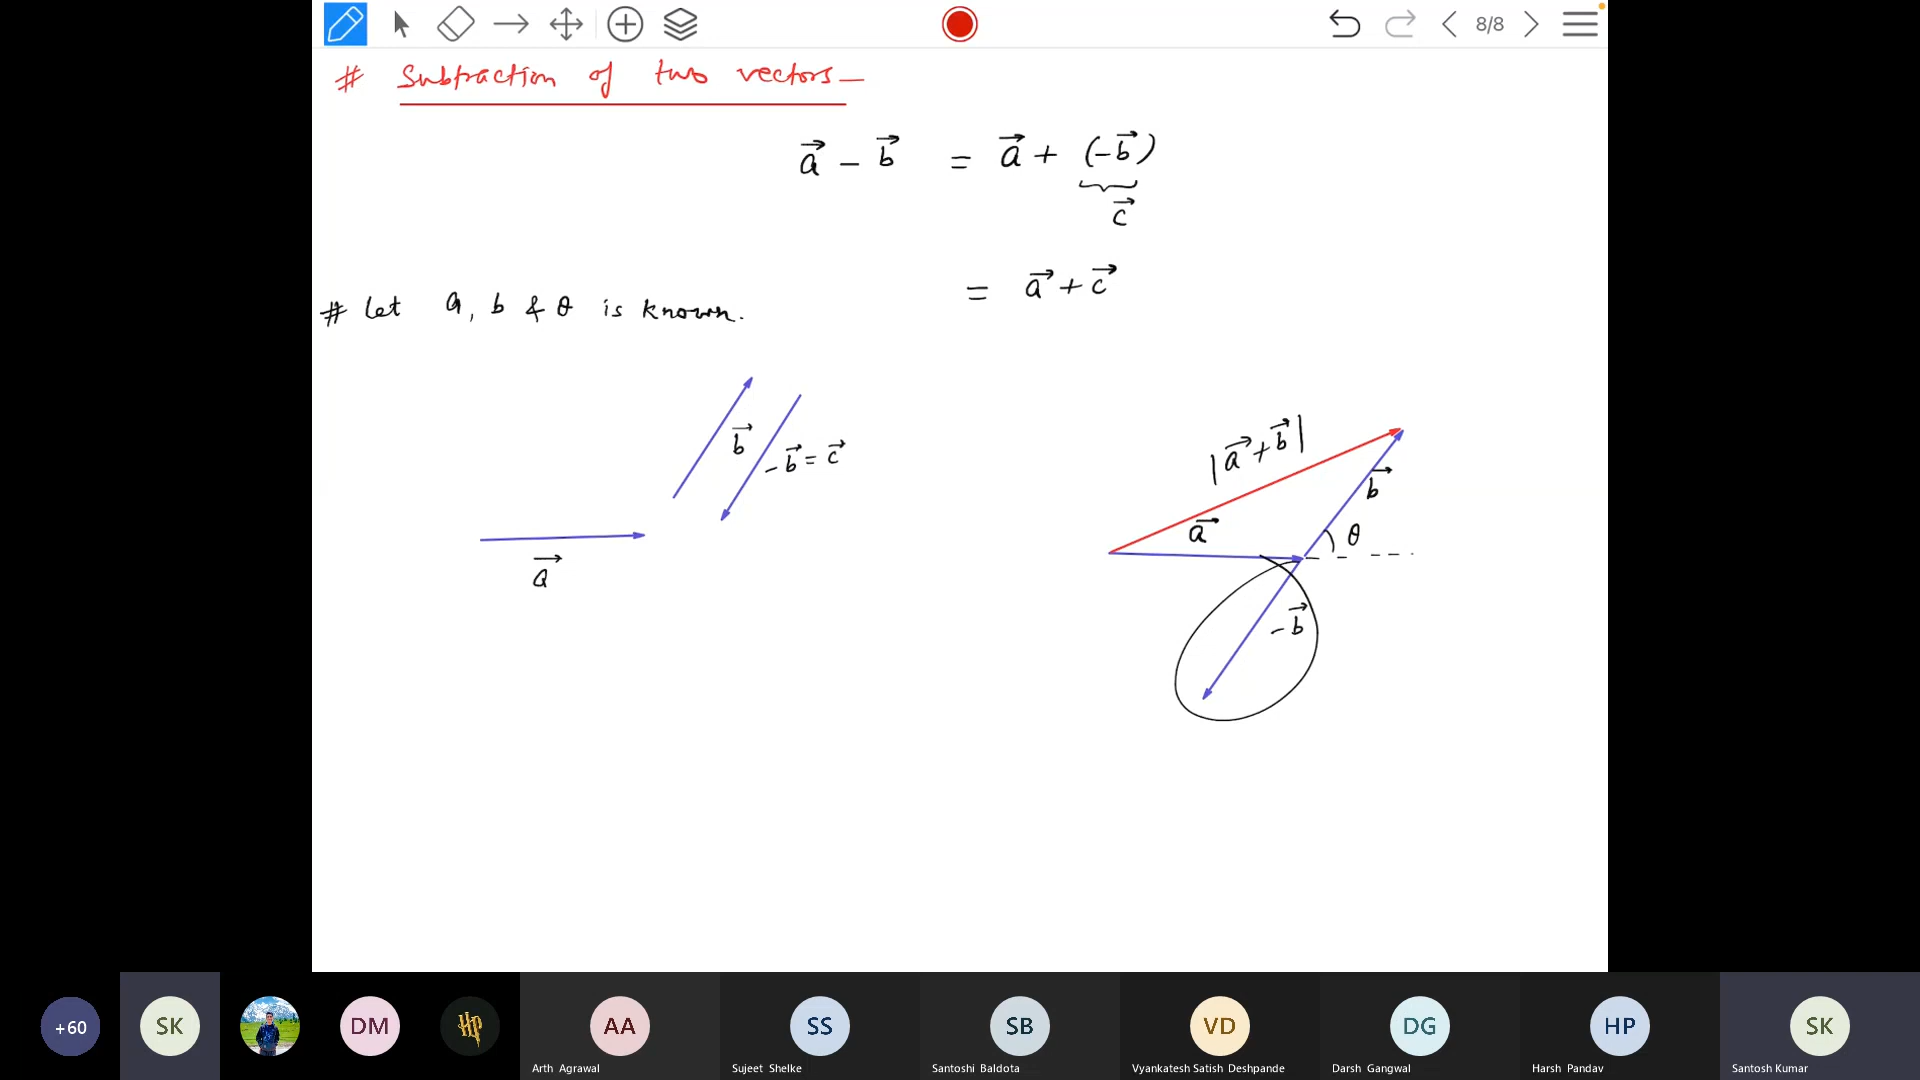 8/8
# Subtraction of two vectors—
a⃗ − b⃗ = a⃗ + (−b⃗)
c⃗
= a⃗ + c⃗
# let a, b & θ is known.
b⃗
−b⃗ = c⃗
a⃗
|a⃗ + b⃗|
b⃗
a⃗
θ
−b⃗
+60
SK
DM
HP
AA
SS
SB
VD
DG
HP
SK
Arth Agrawal
Sujeet Shelke
Santoshi Baldota
Vyankatesh Satish Deshpande
Darsh Gangwal
Harsh Pandav
Santosh Kumar